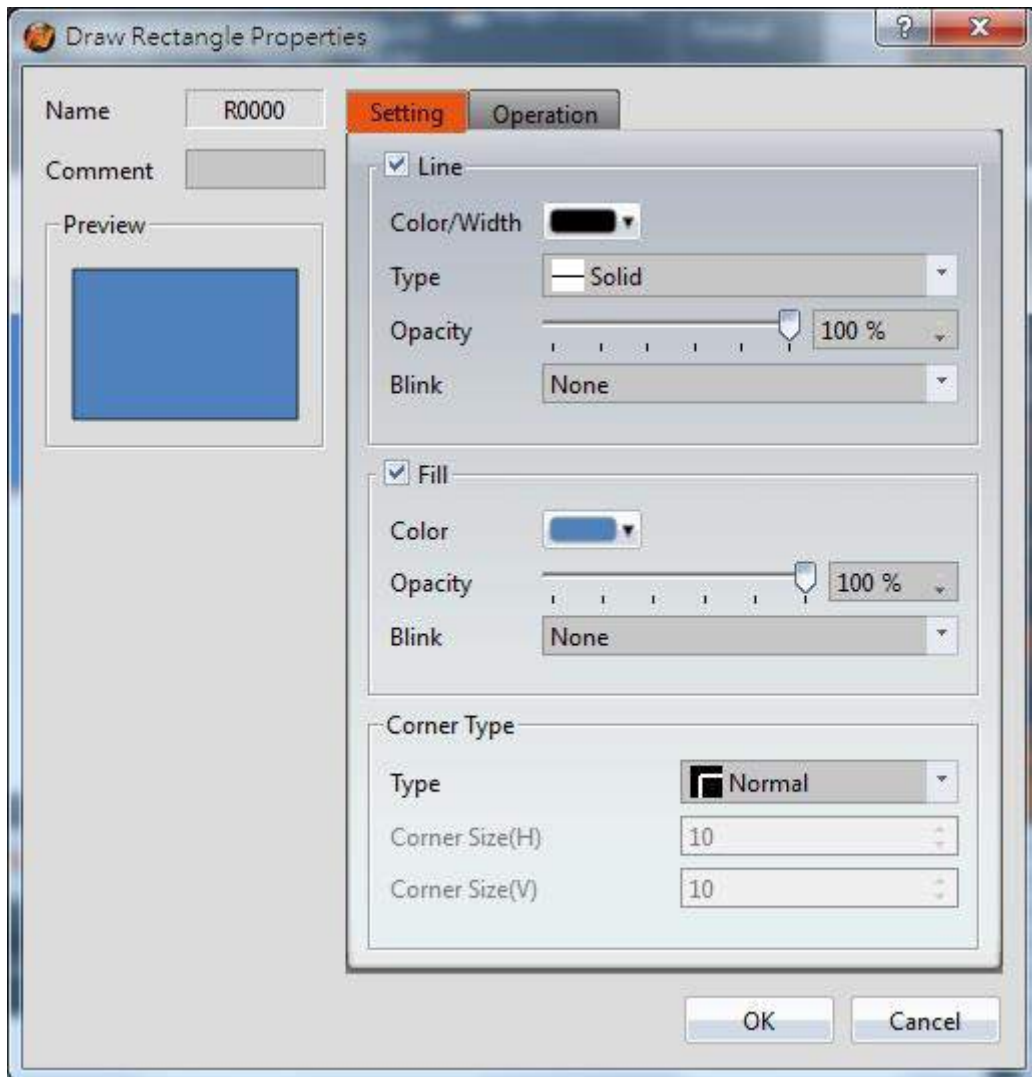 Draw Rectangle Properties
Name R0000
Comment
Preview
Setting Operation
Line
Color/Width
Type Solid
Opacity 100 %
Blink None
Fill
Color
Opacity 100 %
Blink None
Corner Type
Type Normal
Corner Size(H) 10
Corner Size(V) 10
OK Cancel